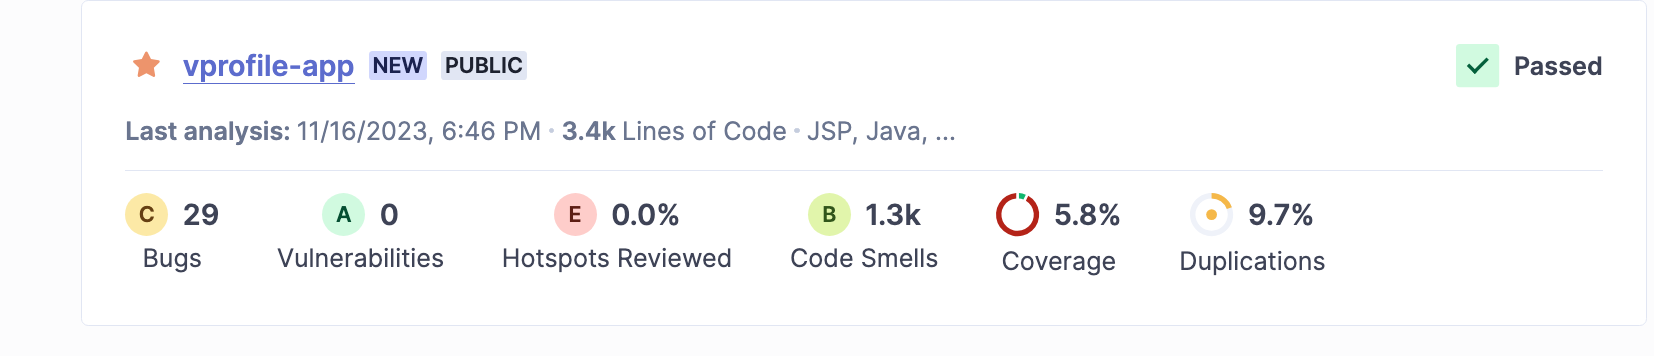 vprofile-app NEW PUBLIC Passed
Last analysis: 11/16/2023, 6:46 PM · 3.4k Lines of Code · JSP, Java, ...
C 29 A 0 E 0.0% B 1.3k 5.8% 9.7%
Bugs Vulnerabilities Hotspots Reviewed Code Smells Coverage Duplications